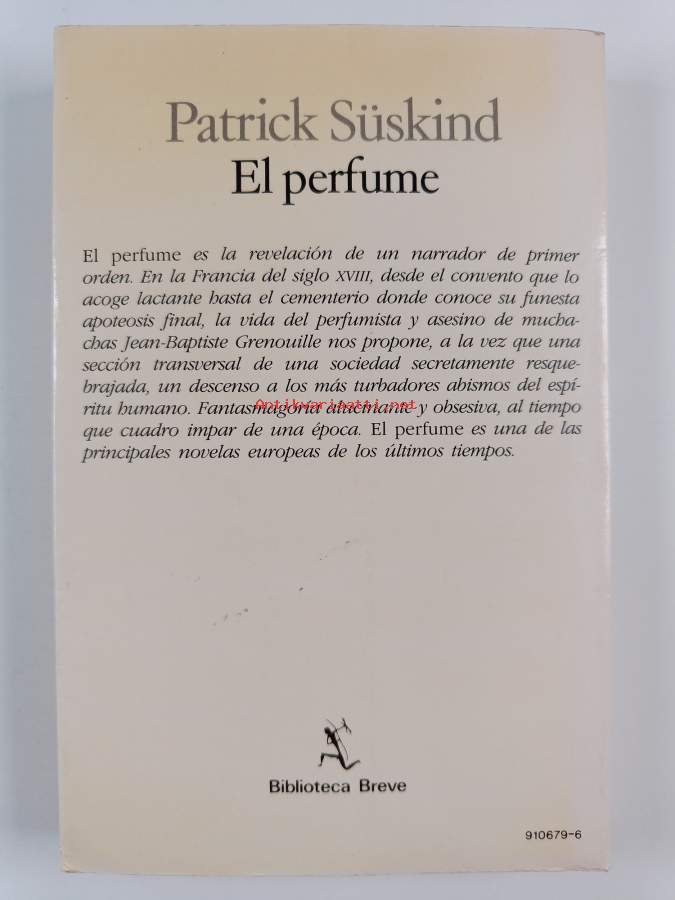 Patrick Süskind
El perfume
El perfume es la revelación de un narrador de primer
orden. En la Francia del siglo XVIII, desde el convento que lo
acoge lactante hasta el cementerio donde conoce su funesta
apoteosis final, la vida del perfumista y asesino de mucha-
chas Jean-Baptiste Grenouille nos propone, a la vez que una
sección transversal de una sociedad secretamente resque-
brajada, un descenso a los más turbadores abismos del espí-
ritu humano. Fantasmagoría alucinante y obsesiva, al tiempo
Antikvariaatti.net
que cuadro impar de una época. El perfume es una de las
principales novelas europeas de los últimos tiempos.
Biblioteca Breve
910679-6